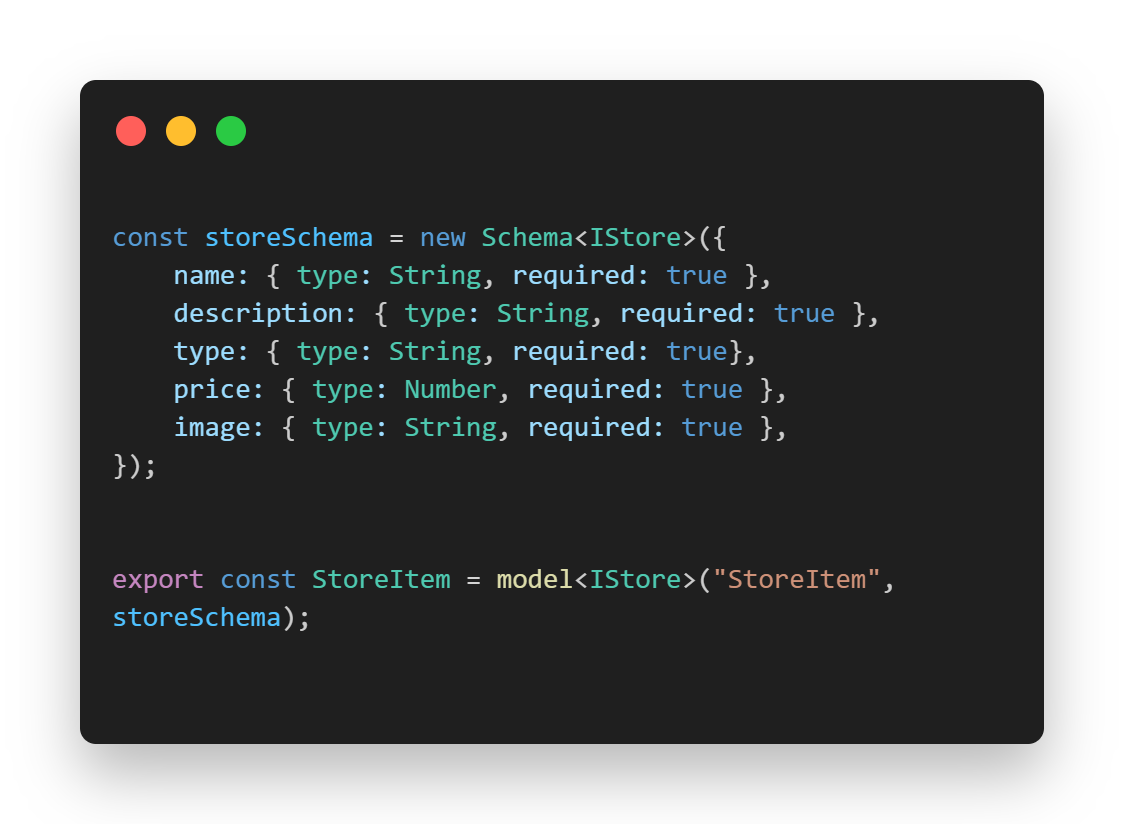 const storeSchema = new Schema<IStore>({
    name: { type: String, required: true },
    description: { type: String, required: true },
    type: { type: String, required: true},
    price: { type: Number, required: true },
    image: { type: String, required: true },
});
export const StoreItem = model<IStore>("StoreItem",
storeSchema);